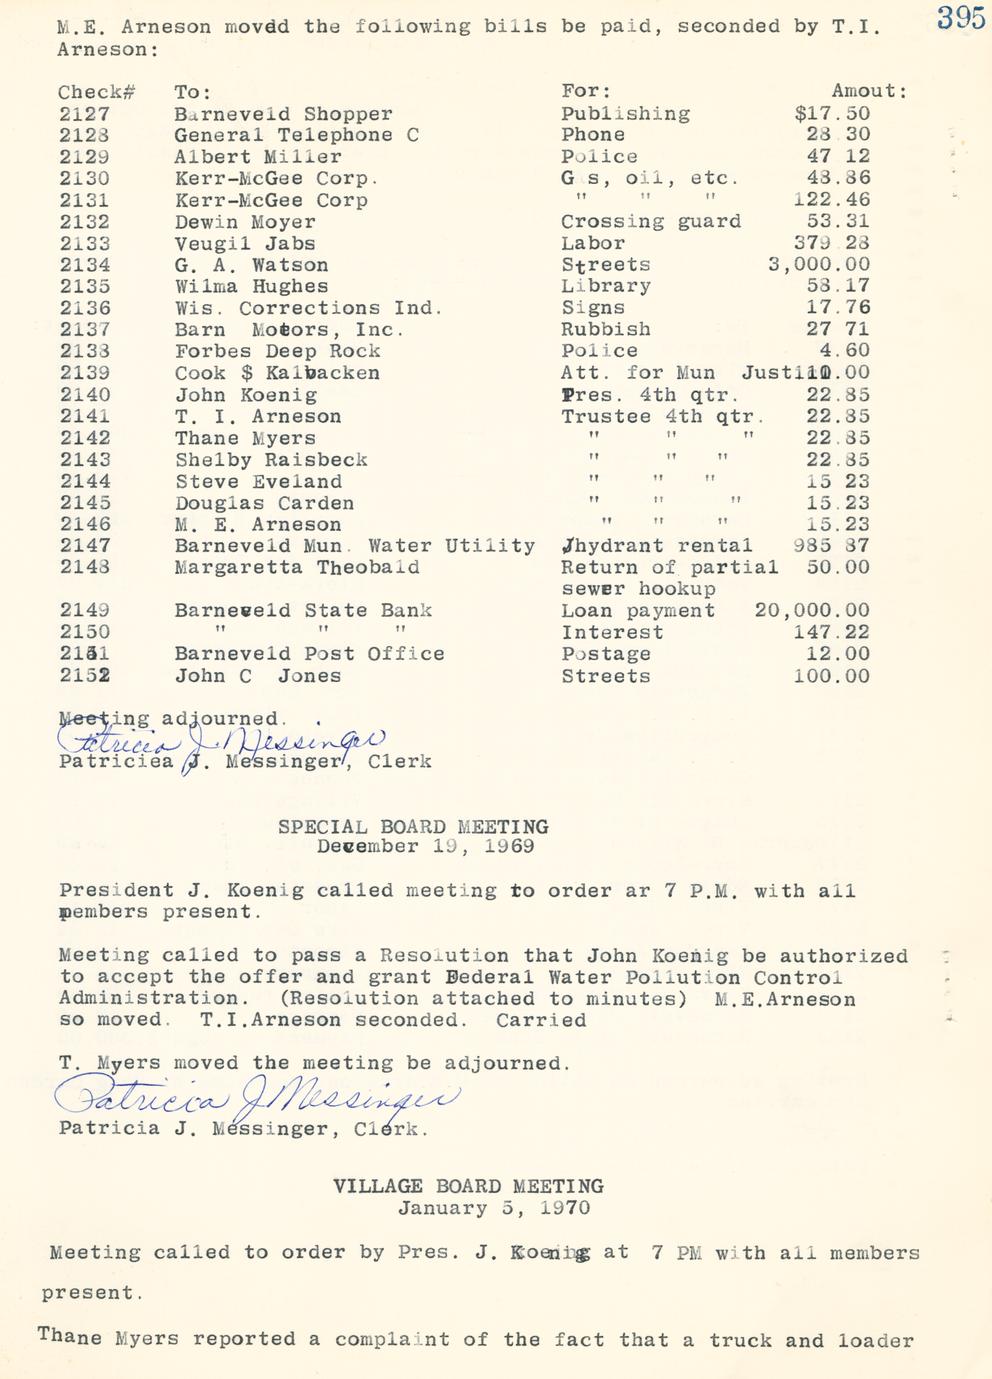 395
M.E. Arneson moved the following bills be paid, seconded by T.I.
Arneson:
Check# To: For: Amout:
2127 Barneveld Shopper Publishing $17.50
2128 General Telephone C Phone 28 30
2129 Albert Miller Police 47 12
2130 Kerr-McGee Corp. G s, oil, etc. 48.86
2131 Kerr-McGee Corp " " " 122.46
2132 Dewin Moyer Crossing guard 53.31
2133 Veugil Jabs Labor 379 28
2134 G. A. Watson Streets 3,000.00
2135 Wilma Hughes Library 58.17
2136 Wis. Corrections Ind. Signs 17.76
2137 Barn Motors, Inc. Rubbish 27 71
2138 Forbes Deep Rock Police 4.60
2139 Cook $ Kalbacken Att. for Mun Just110.00
2140 John Koenig Pres. 4th qtr. 22.85
2141 T. I. Arneson Trustee 4th qtr. 22.85
2142 Thane Myers " " " 22.85
2143 Shelby Raisbeck " " " 22.85
2144 Steve Eveland " " " 15 23
2145 Douglas Carden " " " 15.23
2146 M. E. Arneson " " " 15.23
2147 Barneveld Mun. Water Utility hydrant rental 985 87
2148 Margaretta Theobald Return of partial 50.00
sewer hookup
2149 Barneveld State Bank Loan payment 20,000.00
2150 " " " Interest 147.22
2151 Barneveld Post Office Postage 12.00
2152 John C Jones Streets 100.00
Meeting adjourned. .
Patricia J. Messinger
Patriciea J. Messinger, Clerk
SPECIAL BOARD MEETING
December 19, 1969
President J. Koenig called meeting to order ar 7 P.M. with all
members present.
Meeting called to pass a Resolution that John Koenig be authorized
to accept the offer and grant Federal Water Pollution Control
Administration. (Resolution attached to minutes) M.E.Arneson
so moved. T.I.Arneson seconded. Carried
T. Myers moved the meeting be adjourned.
Patricia J Messinger
Patricia J. Messinger, Clerk.
VILLAGE BOARD MEETING
January 5, 1970
Meeting called to order by Pres. J. Koenig at 7 PM with all members
present.
Thane Myers reported a complaint of the fact that a truck and loader